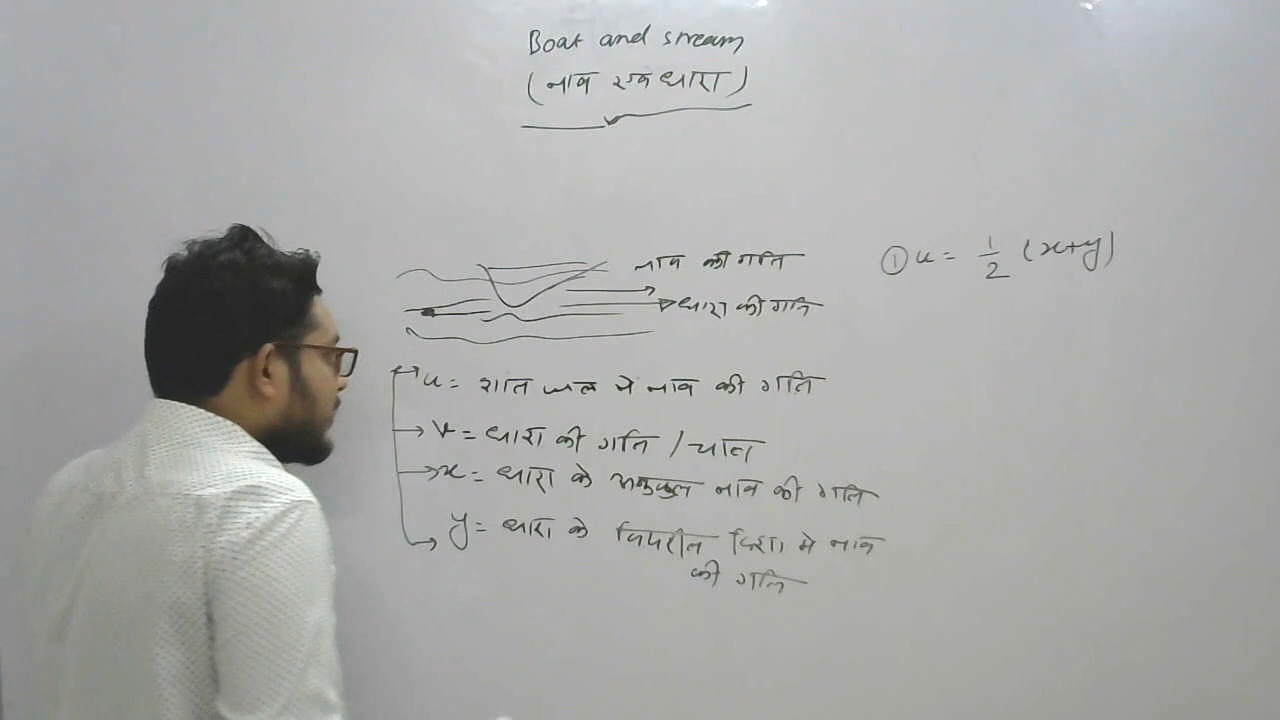 Boat and stream
(नाव एवं धारा)
नाव की गति
धारा की गति
① u = 1/2 (x+y)
u = शांत जल मे नाव की गति
v = धारा की गति / चाल
x = धारा के अनुकुल नाव की गति
y = धारा के विपरीत दिशा मे नाव
की गति